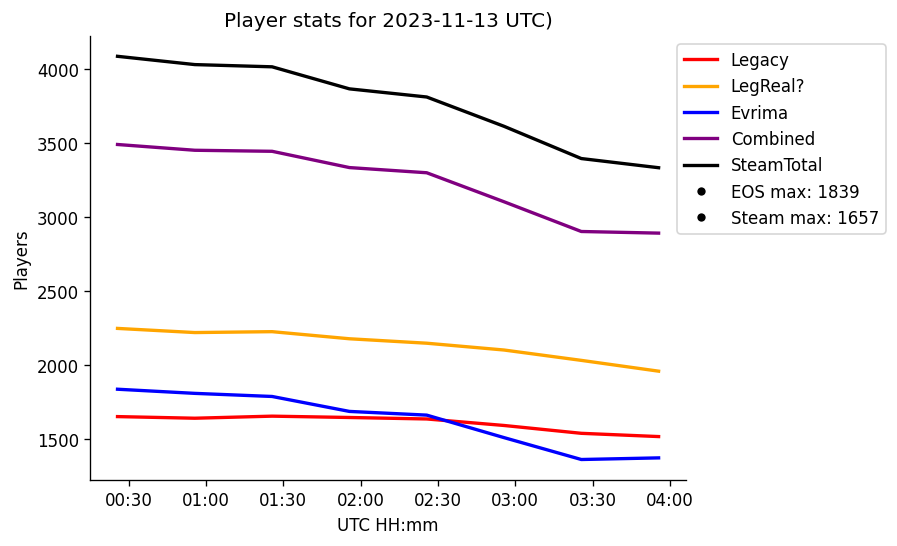 Player stats for 2023-11-13 UTC)
4000
3500
3000
2500
2000
1500
Players
00:30 01:00 01:30 02:00 02:30 03:00 03:30 04:00
UTC HH:mm
Legacy
LegReal?
Evrima
Combined
SteamTotal
EOS max: 1839
Steam max: 1657